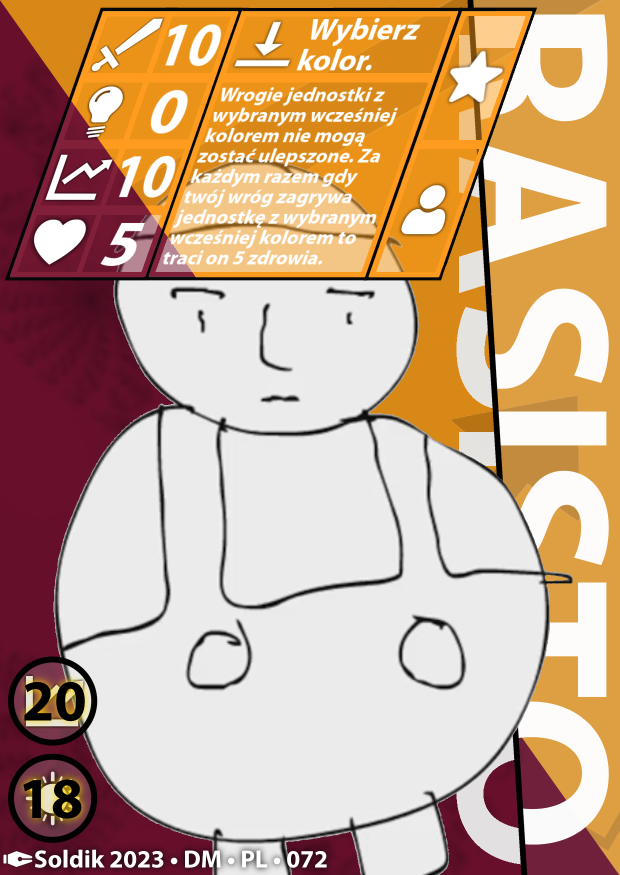 10
0
10
5
Wybierz
kolor.
Wrogie jednostki z
wybranym wcześniej
kolorem nie mogą
zostać ulepszone. Za
każdym razem gdy
twój wróg zagrywa
jednostkę z wybranym
wcześniej kolorem to
traci on 5 zdrowia.
BASISTO
20
18
Soldik 2023 • DM • PL • 072